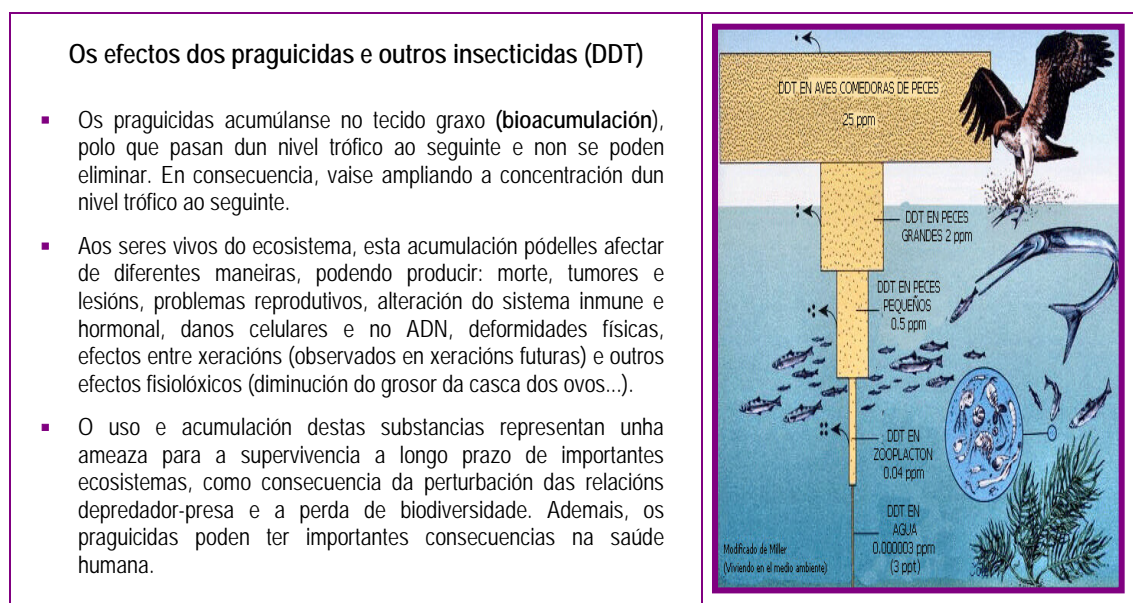 Os efectos dos praguicidas e outros insecticidas (DDT)
▪ Os praguicidas acumúlanse no tecido graxo (bioacumulación),
polo que pasan dun nivel trófico ao seguinte e non se poden
eliminar. En consecuencia, vaise ampliando a concentración dun
nivel trófico ao seguinte.
▪ Aos seres vivos do ecosistema, esta acumulación pódelles afectar
de diferentes maneiras, podendo producir: morte, tumores e
lesións, problemas reprodutivos, alteración do sistema inmune e
hormonal, danos celulares e no ADN, deformidades físicas,
efectos entre xeracións (observados en xeracións futuras) e outros
efectos fisiolóxicos (diminución do grosor da casca dos ovos...).
▪ O uso e acumulación destas substancias representan unha
ameaza para a supervivencia a longo prazo de importantes
ecosistemas, como consecuencia da perturbación das relacións
depredador-presa e a perda de biodiversidade. Ademais, os
praguicidas poden ter importantes consecuencias na saúde
humana.
DDT EN AVES COMEDORAS DE PECES
25 ppm
DDT EN PECES
GRANDES 2 ppm
DDT EN PECES
PEQUEÑOS
0.5 ppm
DDT EN
ZOOPLACTON
0.04 ppm
DDT EN
AGUA
0.000003 ppm
(3 ppt)
Modificado de Miller
(Viviendo en el medio ambiente)